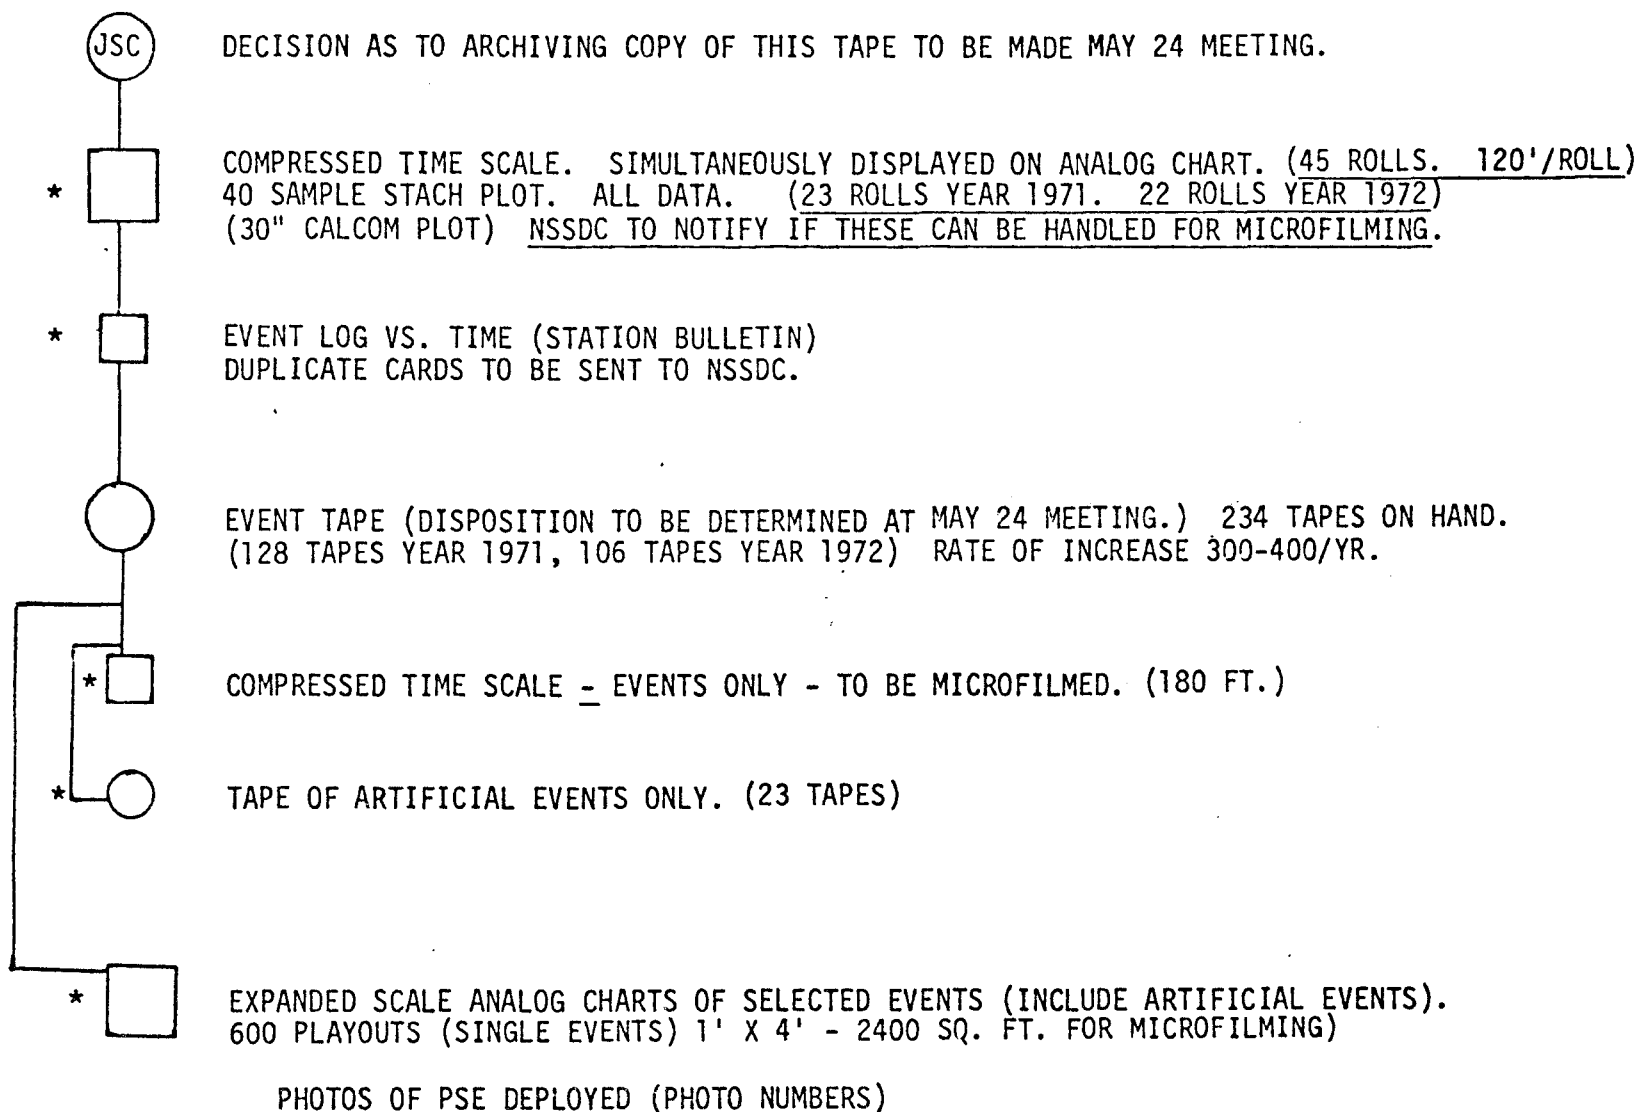 JSC DECISION AS TO ARCHIVING COPY OF THIS TAPE TO BE MADE MAY 24 MEETING.
* COMPRESSED TIME SCALE. SIMULTANEOUSLY DISPLAYED ON ANALOG CHART. (45 ROLLS. 120'/ROLL)
40 SAMPLE STACH PLOT. ALL DATA. (23 ROLLS YEAR 1971. 22 ROLLS YEAR 1972)
(30" CALCOM PLOT) NSSDC TO NOTIFY IF THESE CAN BE HANDLED FOR MICROFILMING.
* EVENT LOG VS. TIME (STATION BULLETIN)
DUPLICATE CARDS TO BE SENT TO NSSDC.
EVENT TAPE (DISPOSITION TO BE DETERMINED AT MAY 24 MEETING.) 234 TAPES ON HAND.
(128 TAPES YEAR 1971, 106 TAPES YEAR 1972) RATE OF INCREASE 300-400/YR.
* COMPRESSED TIME SCALE - EVENTS ONLY - TO BE MICROFILMED. (180 FT.)
* TAPE OF ARTIFICIAL EVENTS ONLY. (23 TAPES)
* EXPANDED SCALE ANALOG CHARTS OF SELECTED EVENTS (INCLUDE ARTIFICIAL EVENTS).
600 PLAYOUTS (SINGLE EVENTS) 1' X 4' - 2400 SQ. FT. FOR MICROFILMING)
PHOTOS OF PSE DEPLOYED (PHOTO NUMBERS)